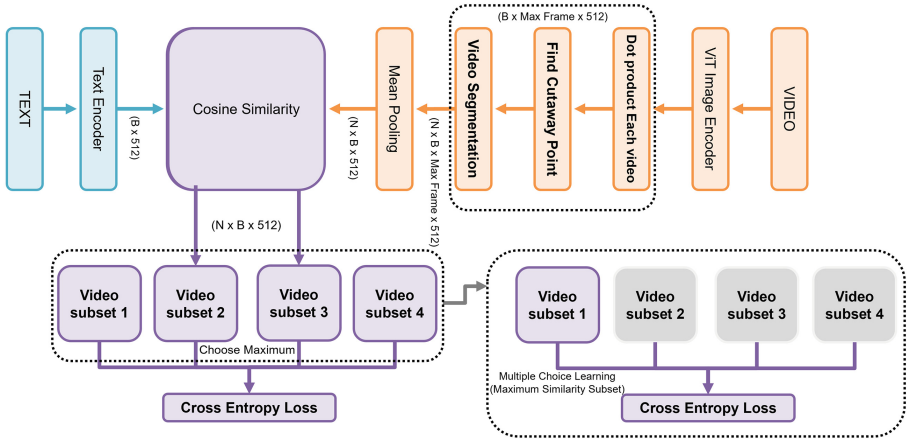 (B x Max Frame x 512)
TEXT
Text Encoder
(B x 512)
Cosine Similarity
(N x B x 512)
Mean Pooling
(N x B x Max Frame x 512)
Video Segmentation
Find Cutaway Point
Dot product Each video
ViT Image Encoder
VIDEO
(N x B x 512)
Video
subset 1
Video
subset 2
Video
subset 3
Video
subset 4
Choose Maximum
Cross Entropy Loss
Video
subset 1
Video
subset 2
Video
subset 3
Video
subset 4
Multiple Choice Learning
(Maximum Similarity Subset)
Cross Entropy Loss